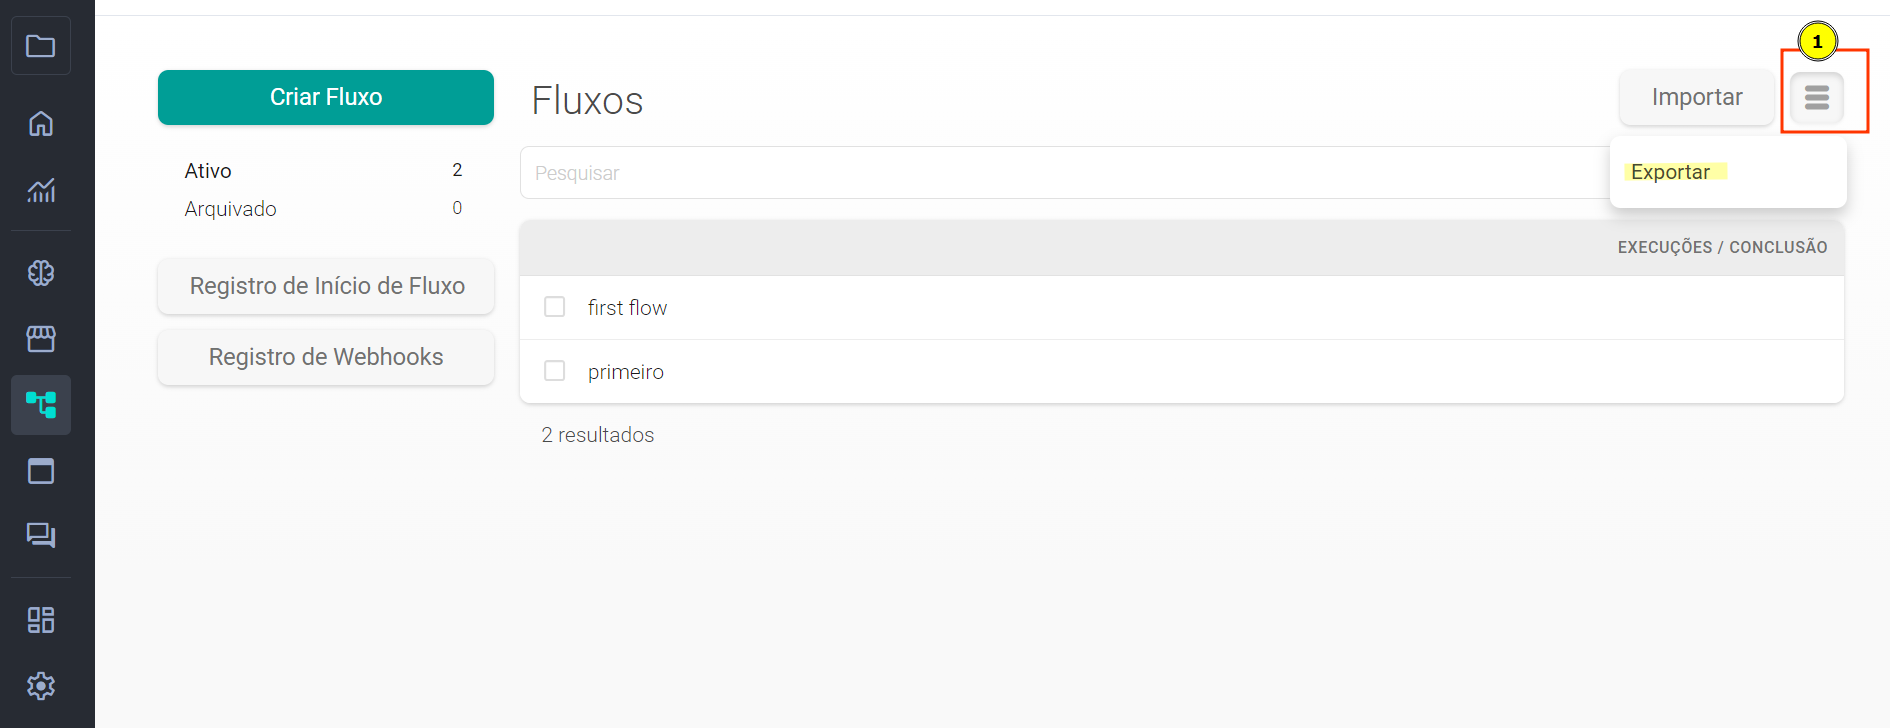 1
Criar Fluxo
Fluxos
Importar
Exportar
Ativo 2
Arquivado 0
Pesquisar
Registro de Início de Fluxo
Registro de Webhooks
EXECUÇÕES / CONCLUSÃO
first flow
primeiro
2 resultados